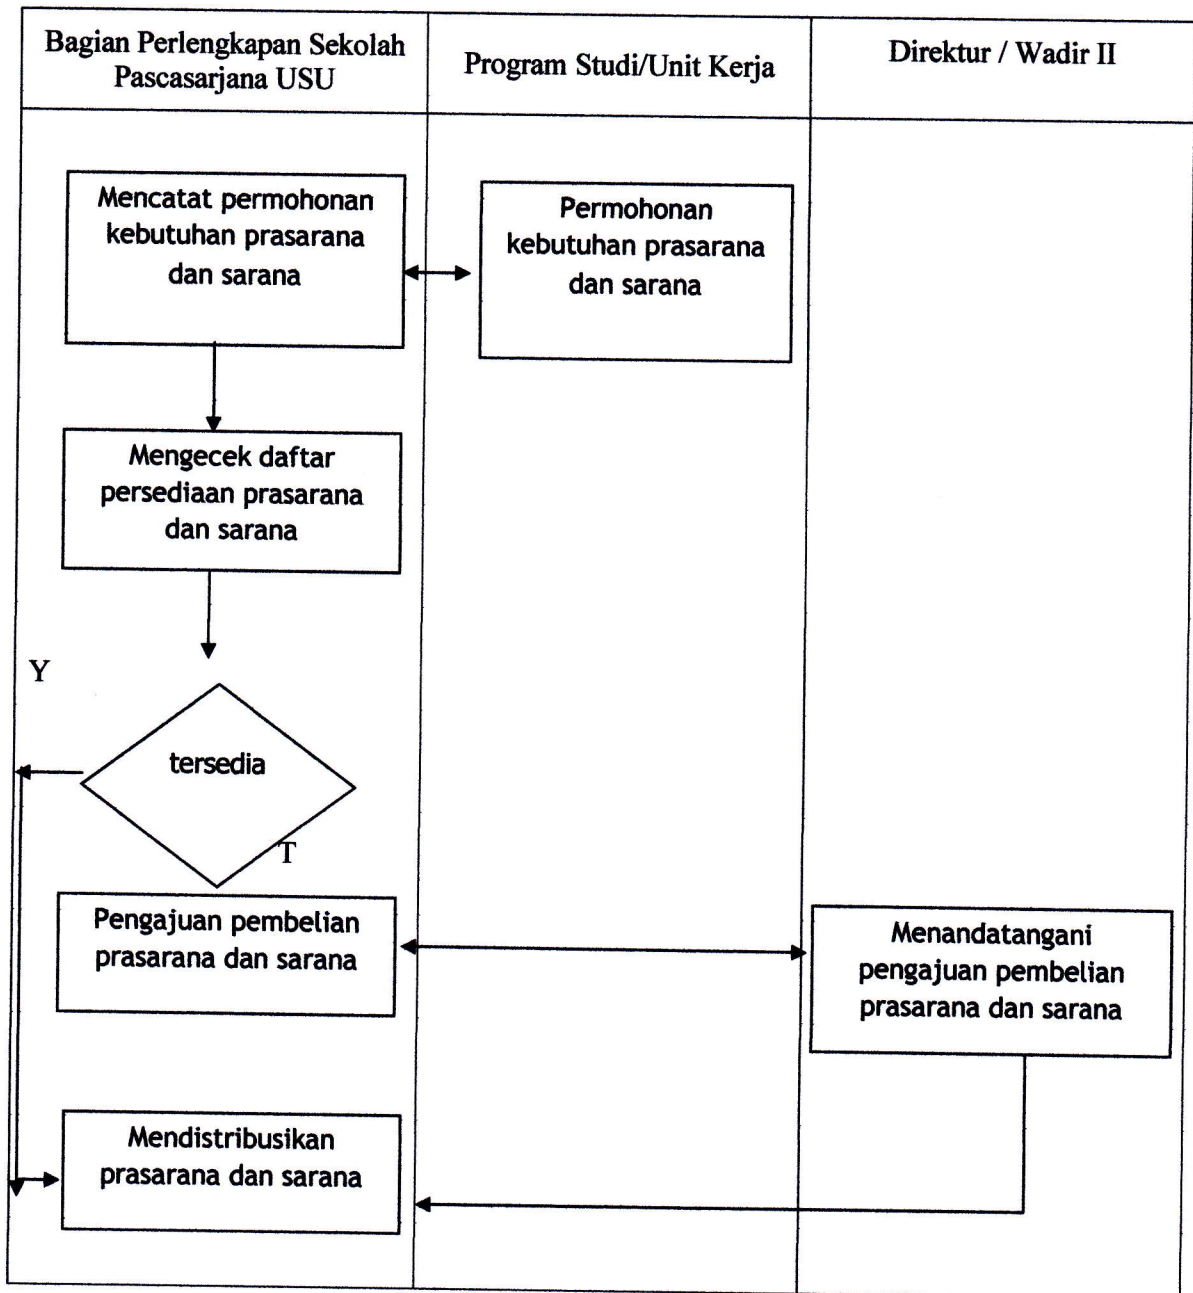 Bagian Perlengkapan Sekolah
Pascasarjana USU
Program Studi/Unit Kerja
Direktur / Wadir II
Mencatat permohonan
kebutuhan prasarana
dan sarana
Permohonan
kebutuhan prasarana
dan sarana
Mengecek daftar
persediaan prasarana
dan sarana
Y
tersedia
T
Pengajuan pembelian
prasarana dan sarana
Menandatangani
pengajuan pembelian
prasarana dan sarana
Mendistribusikan
prasarana dan sarana